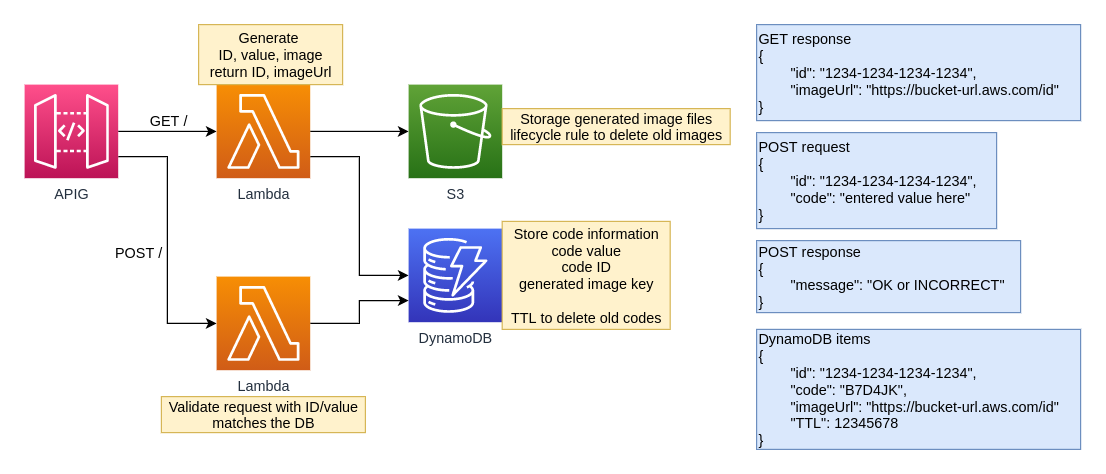 Generate
ID, value, image
return ID, imageUrl
GET /
APIG
Lambda
S3
Storage generated image files
lifecycle rule to delete old images
POST /
Store code information
code value
code ID
generated image key
TTL to delete old codes
DynamoDB
Lambda
Validate request with ID/value
matches the DB
GET response
{
"id": "1234-1234-1234-1234",
"imageUrl": "https://bucket-url.aws.com/id"
}
POST request
{
"id": "1234-1234-1234-1234",
"code": "entered value here"
}
POST response
{
"message": "OK or INCORRECT"
}
DynamoDB items
{
"id": "1234-1234-1234-1234",
"code": "B7D4JK",
"imageUrl": "https://bucket-url.aws.com/id"
"TTL": 12345678
}